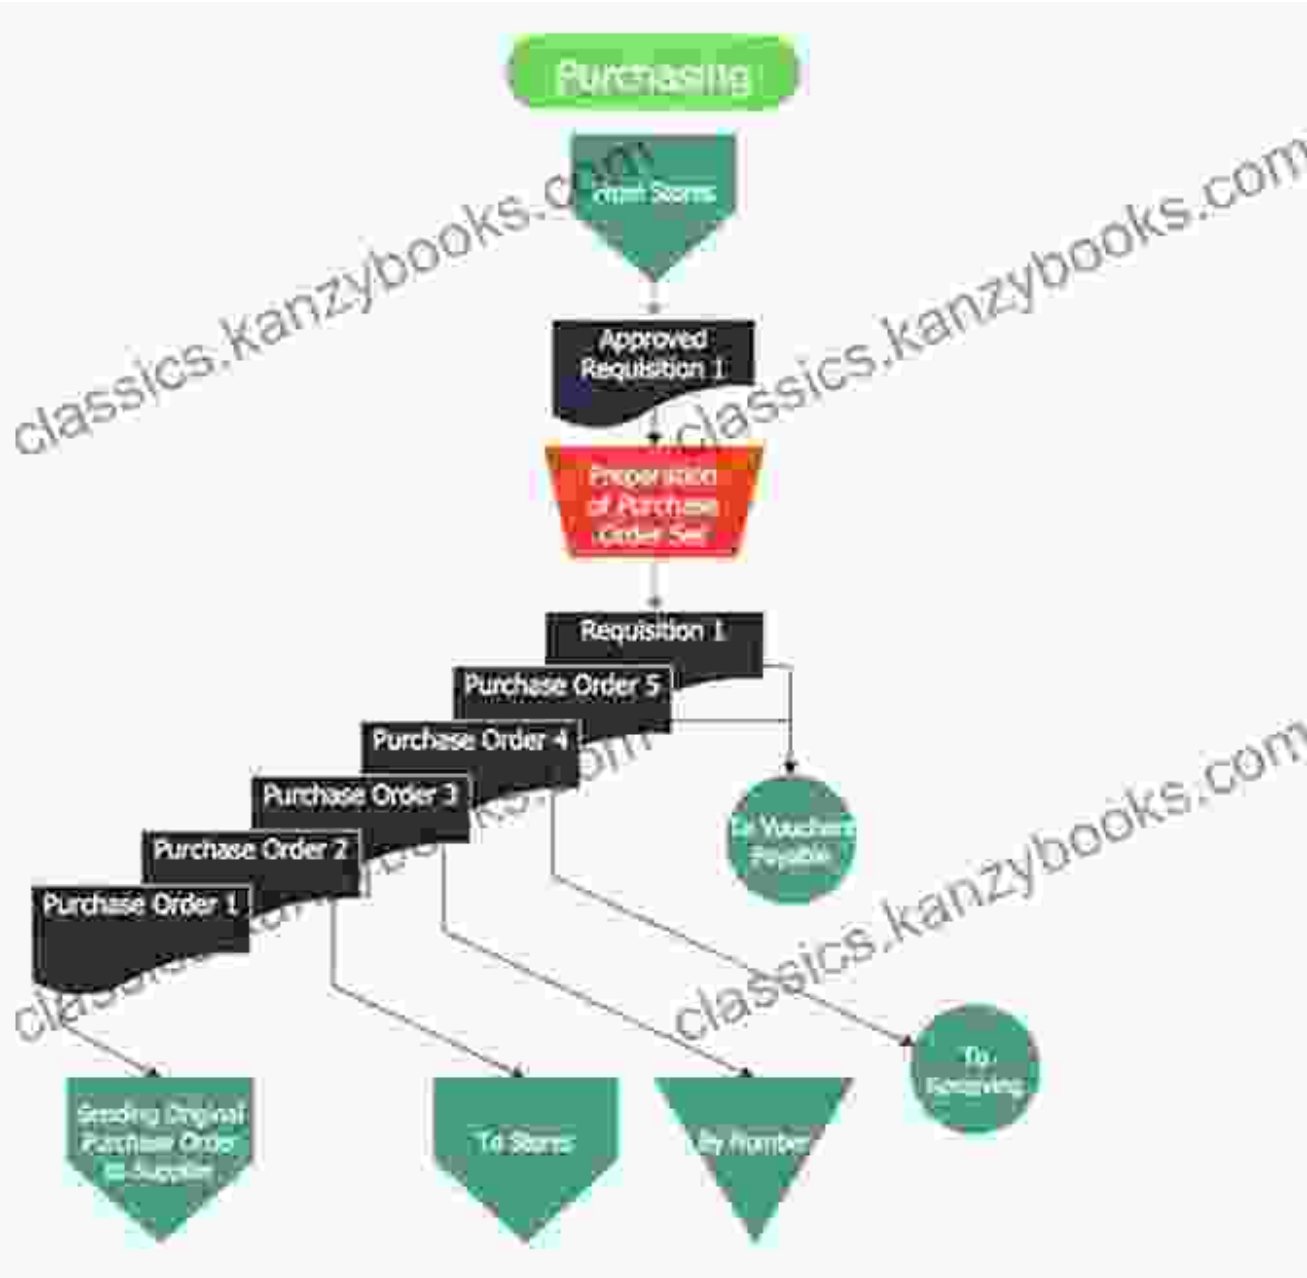 Purchasing
From Stores
Approved
Requisition 1
Preparation
of Purchase
Order Set
Requisition 1
Purchase Order 5
Purchase Order 4
Purchase Order 3
Purchase Order 2
Purchase Order 1
To Vouchers
Payable
To
Receiving
Sending Original
Purchase Order
to Supplier
To Stores
By Number
classics.kanzybooks.com
classics.kanzybooks.com
classics.kanzybooks.com
classics.kanzybooks.com